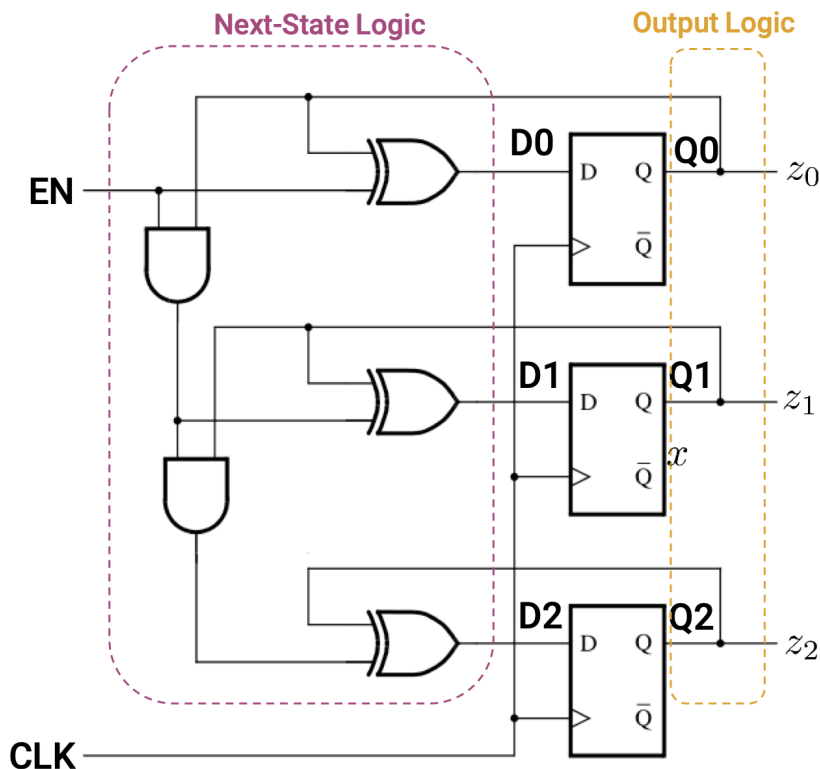 Next-State Logic
Output Logic
D0
Q0
D Q
z₀
EN
Q̄
D1
Q1
D Q
z₁
x
Q̄
D2
Q2
D Q
z₂
Q̄
CLK